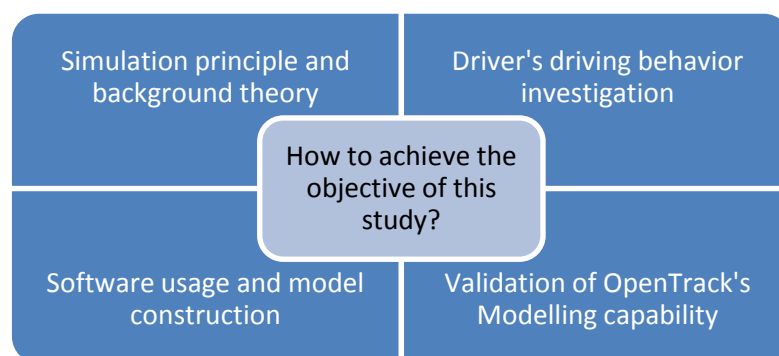 Simulation principle and
background theory
Driver's driving behavior
investigation
How to achieve the
objective of this
study?
Software usage and model
construction
Validation of OpenTrack's
Modelling capability